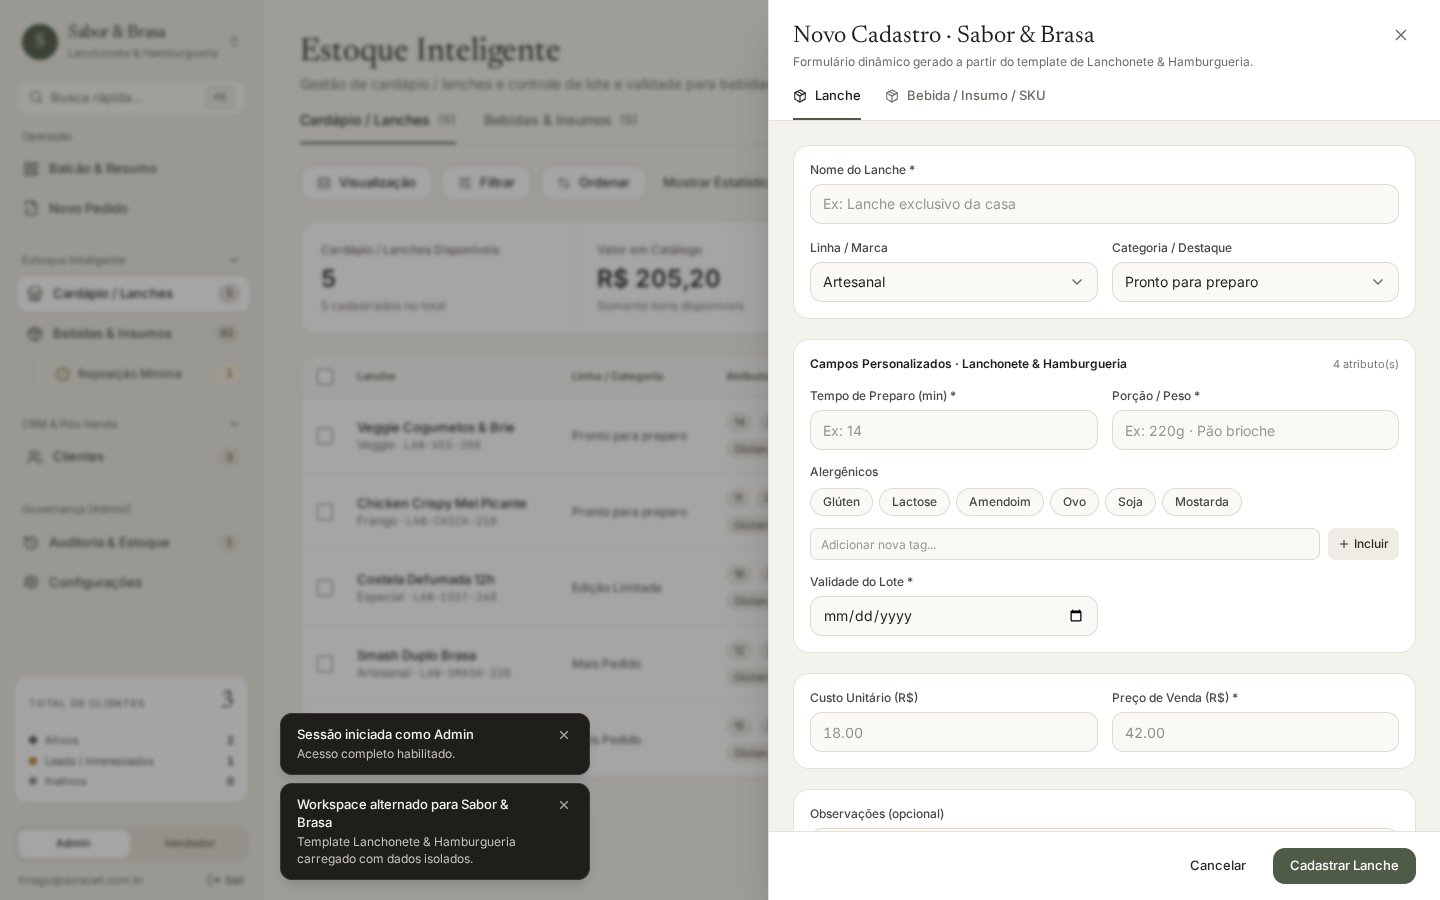 Sabor & Brasa
Lanchonete & Hamburgueria
Busca rápida...
Operação
Balcão & Resumo
Novo Pedido
Estoque Inteligente
Cardápio / Lanches 5
Bebidas & Insumos
Reposição Mínima 1
CRM & Pós-Venda
Clientes 3
Governança (Admin)
Auditoria & Estoque 1
Configurações
TOTAL DE CLIENTES 3
Ativos 2
Leads / Interessados 1
Inativos 0
Admin Vendedor
Sair
Estoque Inteligente
Gestão de cardápio / lanches e controle de lote e validade para bebidas
Cardápio / Lanches (5) Bebidas & Insumos (5)
Visualização Filtrar Ordenar Mostrar Estatístic
Cardápio / Lanches Disponíveis
5
5 cadastrados no total
Valor em Catálogo
R$ 205,20
Somente itens disponíveis
Lanche Linha / Categoria Atributo
Veggie Cogumelos & Brie
Veggie · LAN-VEG-200
Pronto para preparo
14
Glúten
Chicken Crispy Mel Picante
Frango · LAN-CHICK-210
Pronto para preparo
11
Glúten
Costela Defumada 12h
Especial · LAN-COST-260
Edição Limitada
16
Glúten
Smash Duplo Brasa
Artesanal · LAN-SMASH-220
Mais Pedido
12
Glúten
Pedido
Glúten
Sessão iniciada como Admin
Acesso completo habilitado.
Workspace alternado para Sabor &
Brasa
Template Lanchonete & Hamburgueria
carregado com dados isolados.
Novo Cadastro · Sabor & Brasa
Formulário dinâmico gerado a partir do template de Lanchonete & Hamburgueria.
Lanche Bebida / Insumo / SKU
Nome do Lanche *
Ex: Lanche exclusivo da casa
Linha / Marca Categoria / Destaque
Artesanal Pronto para preparo
Campos Personalizados · Lanchonete & Hamburgueria 4 atributo(s)
Tempo de Preparo (min) * Porção / Peso *
Ex: 14 Ex: 220g · Pão brioche
Alergênicos
Glúten Lactose Amendoim Ovo Soja Mostarda
Adicionar nova tag... + Incluir
Validade do Lote *
mm/dd/yyyy
Custo Unitário (R$) Preço de Venda (R$) *
18.00 42.00
Observações (opcional)
Cancelar Cadastrar Lanche